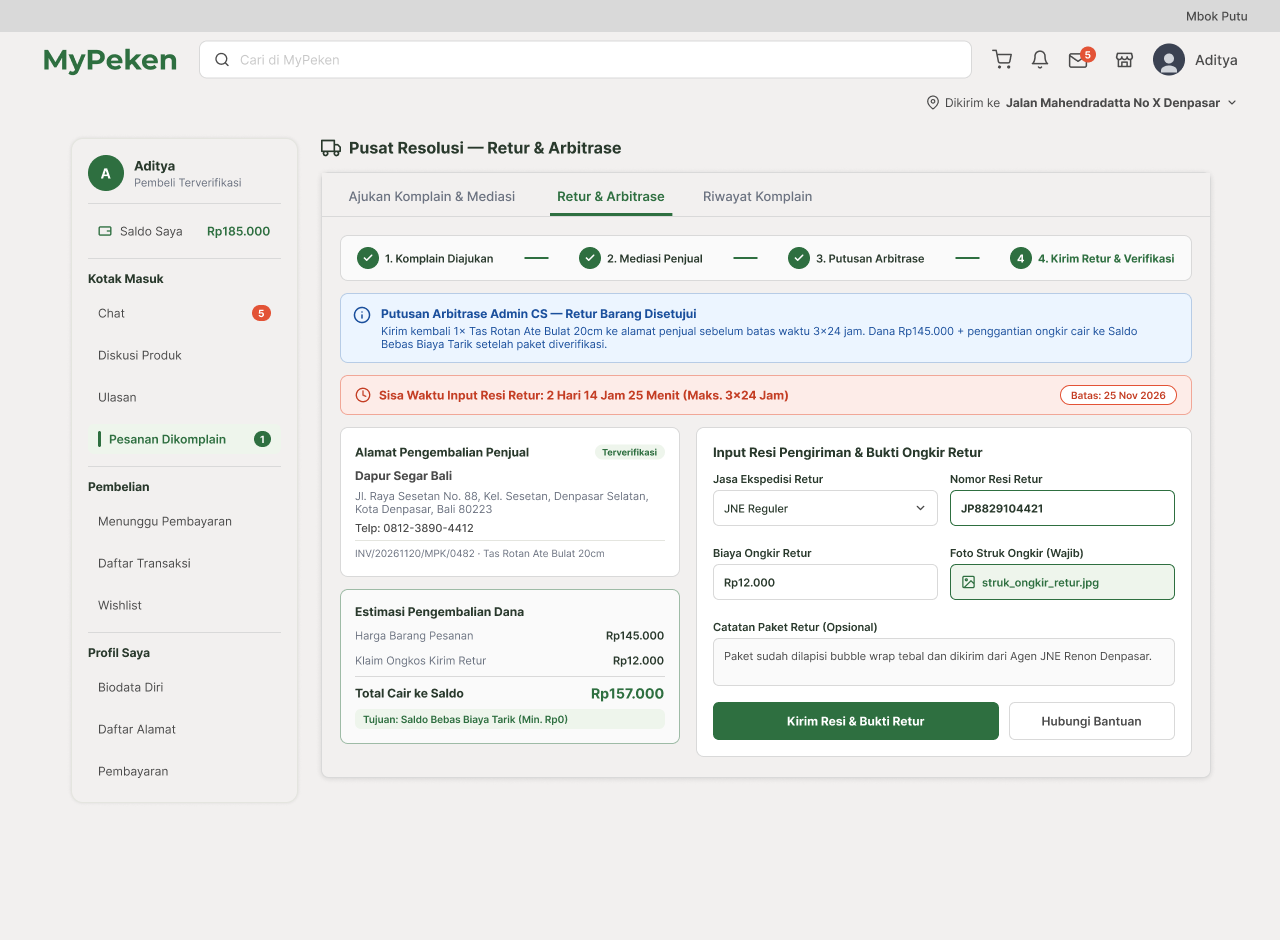 Mbok Putu
MyPeken
Cari di MyPeken
5
Aditya
Dikirim ke Jalan Mahendradatta No X Denpasar
A
Aditya
Pembeli Terverifikasi
Saldo Saya Rp185.000
Kotak Masuk
Chat 5
Diskusi Produk
Ulasan
Pesanan Dikomplain 1
Pembelian
Menunggu Pembayaran
Daftar Transaksi
Wishlist
Profil Saya
Biodata Diri
Daftar Alamat
Pembayaran
Pusat Resolusi — Retur & Arbitrase
Ajukan Komplain & Mediasi Retur & Arbitrase Riwayat Komplain
1. Komplain Diajukan 2. Mediasi Penjual 3. Putusan Arbitrase 4 4. Kirim Retur & Verifikasi
Putusan Arbitrase Admin CS — Retur Barang Disetujui
Kirim kembali 1× Tas Rotan Ate Bulat 20cm ke alamat penjual sebelum batas waktu 3×24 jam. Dana Rp145.000 + penggantian ongkir cair ke Saldo
Bebas Biaya Tarik setelah paket diverifikasi.
Sisa Waktu Input Resi Retur: 2 Hari 14 Jam 25 Menit (Maks. 3×24 Jam) Batas: 25 Nov 2026
Alamat Pengembalian Penjual Terverifikasi
Dapur Segar Bali
Jl. Raya Sesetan No. 88, Kel. Sesetan, Denpasar Selatan,
Kota Denpasar, Bali 80223
Telp: 0812-3890-4412
INV/20261120/MPK/0482 · Tas Rotan Ate Bulat 20cm
Estimasi Pengembalian Dana
Harga Barang Pesanan Rp145.000
Klaim Ongkos Kirim Retur Rp12.000
Total Cair ke Saldo Rp157.000
Tujuan: Saldo Bebas Biaya Tarik (Min. Rp0)
Input Resi Pengiriman & Bukti Ongkir Retur
Jasa Ekspedisi Retur Nomor Resi Retur
JNE Reguler JP8829104421
Biaya Ongkir Retur Foto Struk Ongkir (Wajib)
Rp12.000 struk_ongkir_retur.jpg
Catatan Paket Retur (Opsional)
Paket sudah dilapisi bubble wrap tebal dan dikirim dari Agen JNE Renon Denpasar.
Kirim Resi & Bukti Retur Hubungi Bantuan